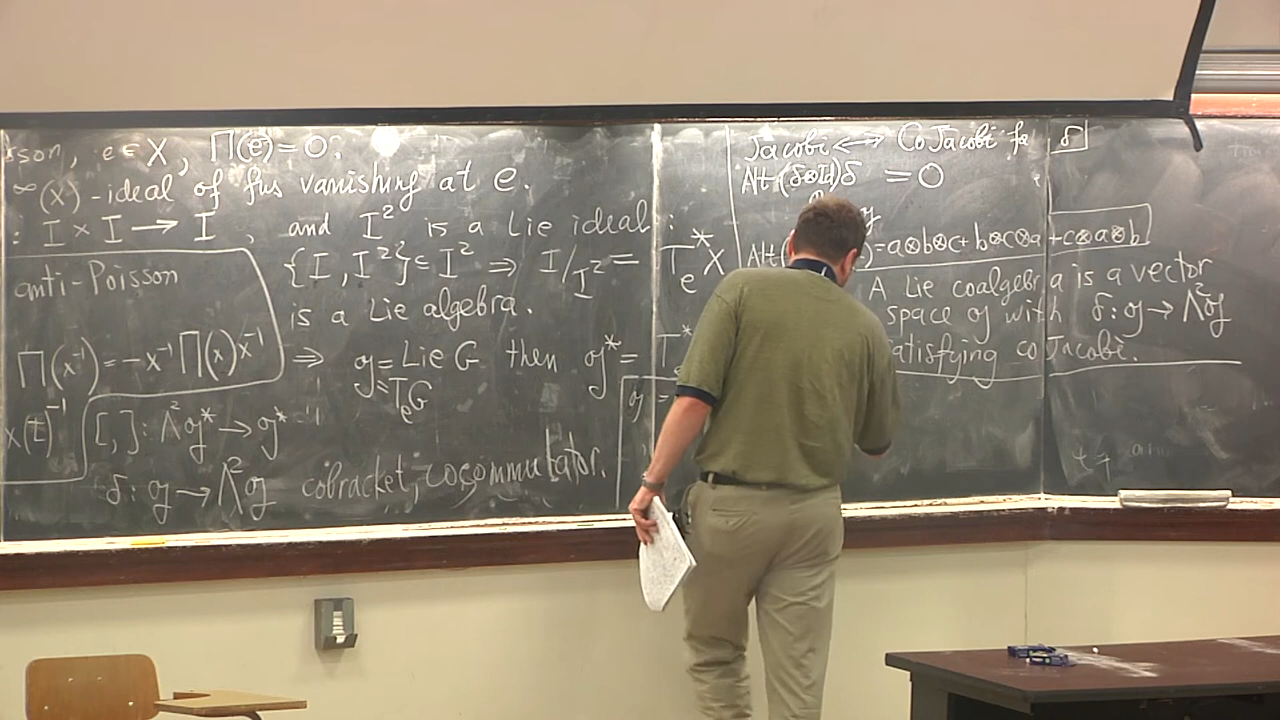 e ∈ X, Π(e) = 0.
(X) - ideal of fns vanishing at e.
: I × I → I, and I² is a Lie ideal:
{I, I²} ⊆ I² ⇒ I/I² = T*ₑX
is a Lie algebra.
anti-Poisson
Π(x⁻¹) = -x⁻¹ Π(x) x⁻¹
⇒ 𝔤 = Lie G then 𝔤* = T*
TₑG
x(t)⁻¹
[,] : Λ²𝔤* → 𝔤*
δ : 𝔤 → Λ²𝔤 cobracket, cocommutator.
𝔤 =
Jacobi ⟷ CoJacobi for δ
Alt(δ⊗Id)δ = 0
Alt( ) = a⊗b⊗c + b⊗c⊗a + c⊗a⊗b
A Lie coalgebra is a vector
space 𝔤 with δ : 𝔤 → Λ²𝔤
satisfying coJacobi.